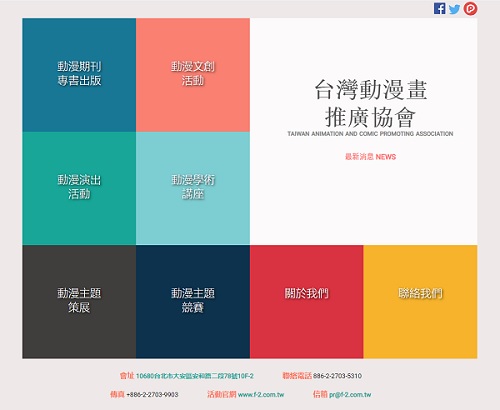 動漫期刊
專書出版
動漫文創
活動
台灣動漫畫
推廣協會
TAIWAN ANIMATION AND COMIC PROMOTING ASSOCIATION
最新消息 NEWS
動漫演出
活動
動漫學術
講座
動漫主題
策展
動漫主題
競賽
關於我們
聯絡我們
會址 10680台北市大安區安和路二段78號10F-2 聯絡電話 886-2-2703-5310
傳真 +886-2-2703-9903 活動官網 www.f-2.com.tw 信箱 pr@f-2.com.tw